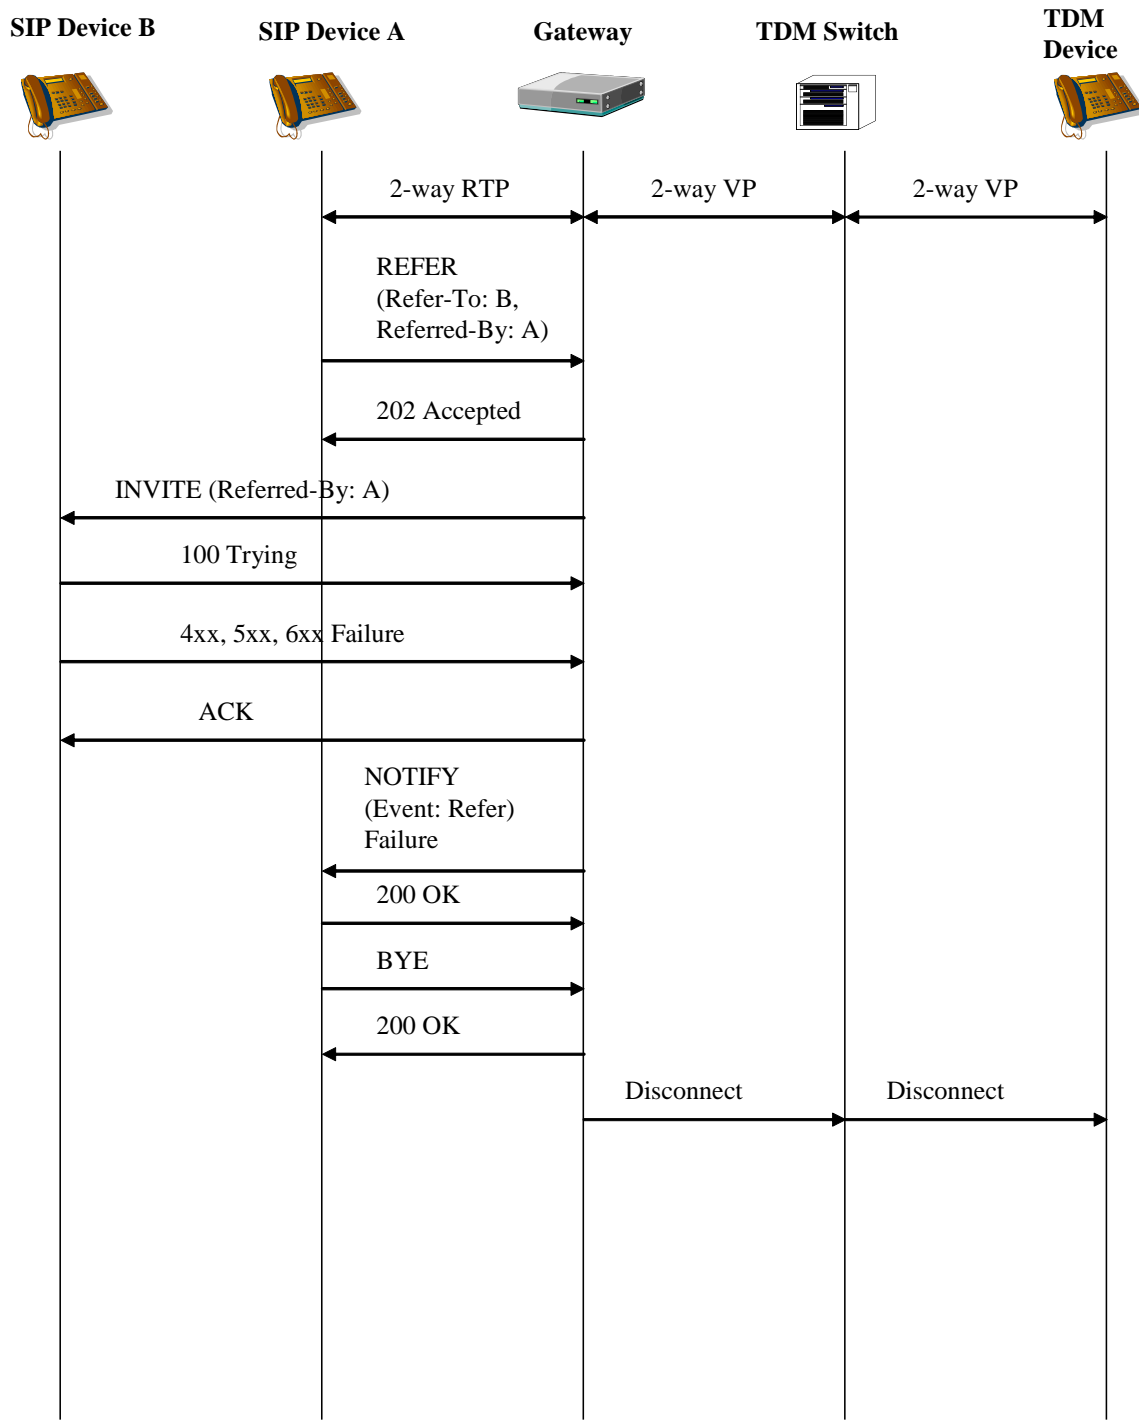 SIP Device B
SIP Device A
Gateway
TDM Switch
TDM
Device
2-way RTP
2-way VP
2-way VP
REFER
(Refer-To: B,
Referred-By: A)
202 Accepted
INVITE (Referred-By: A)
100 Trying
4xx, 5xx, 6xx Failure
ACK
NOTIFY
(Event: Refer)
Failure
200 OK
BYE
200 OK
Disconnect
Disconnect